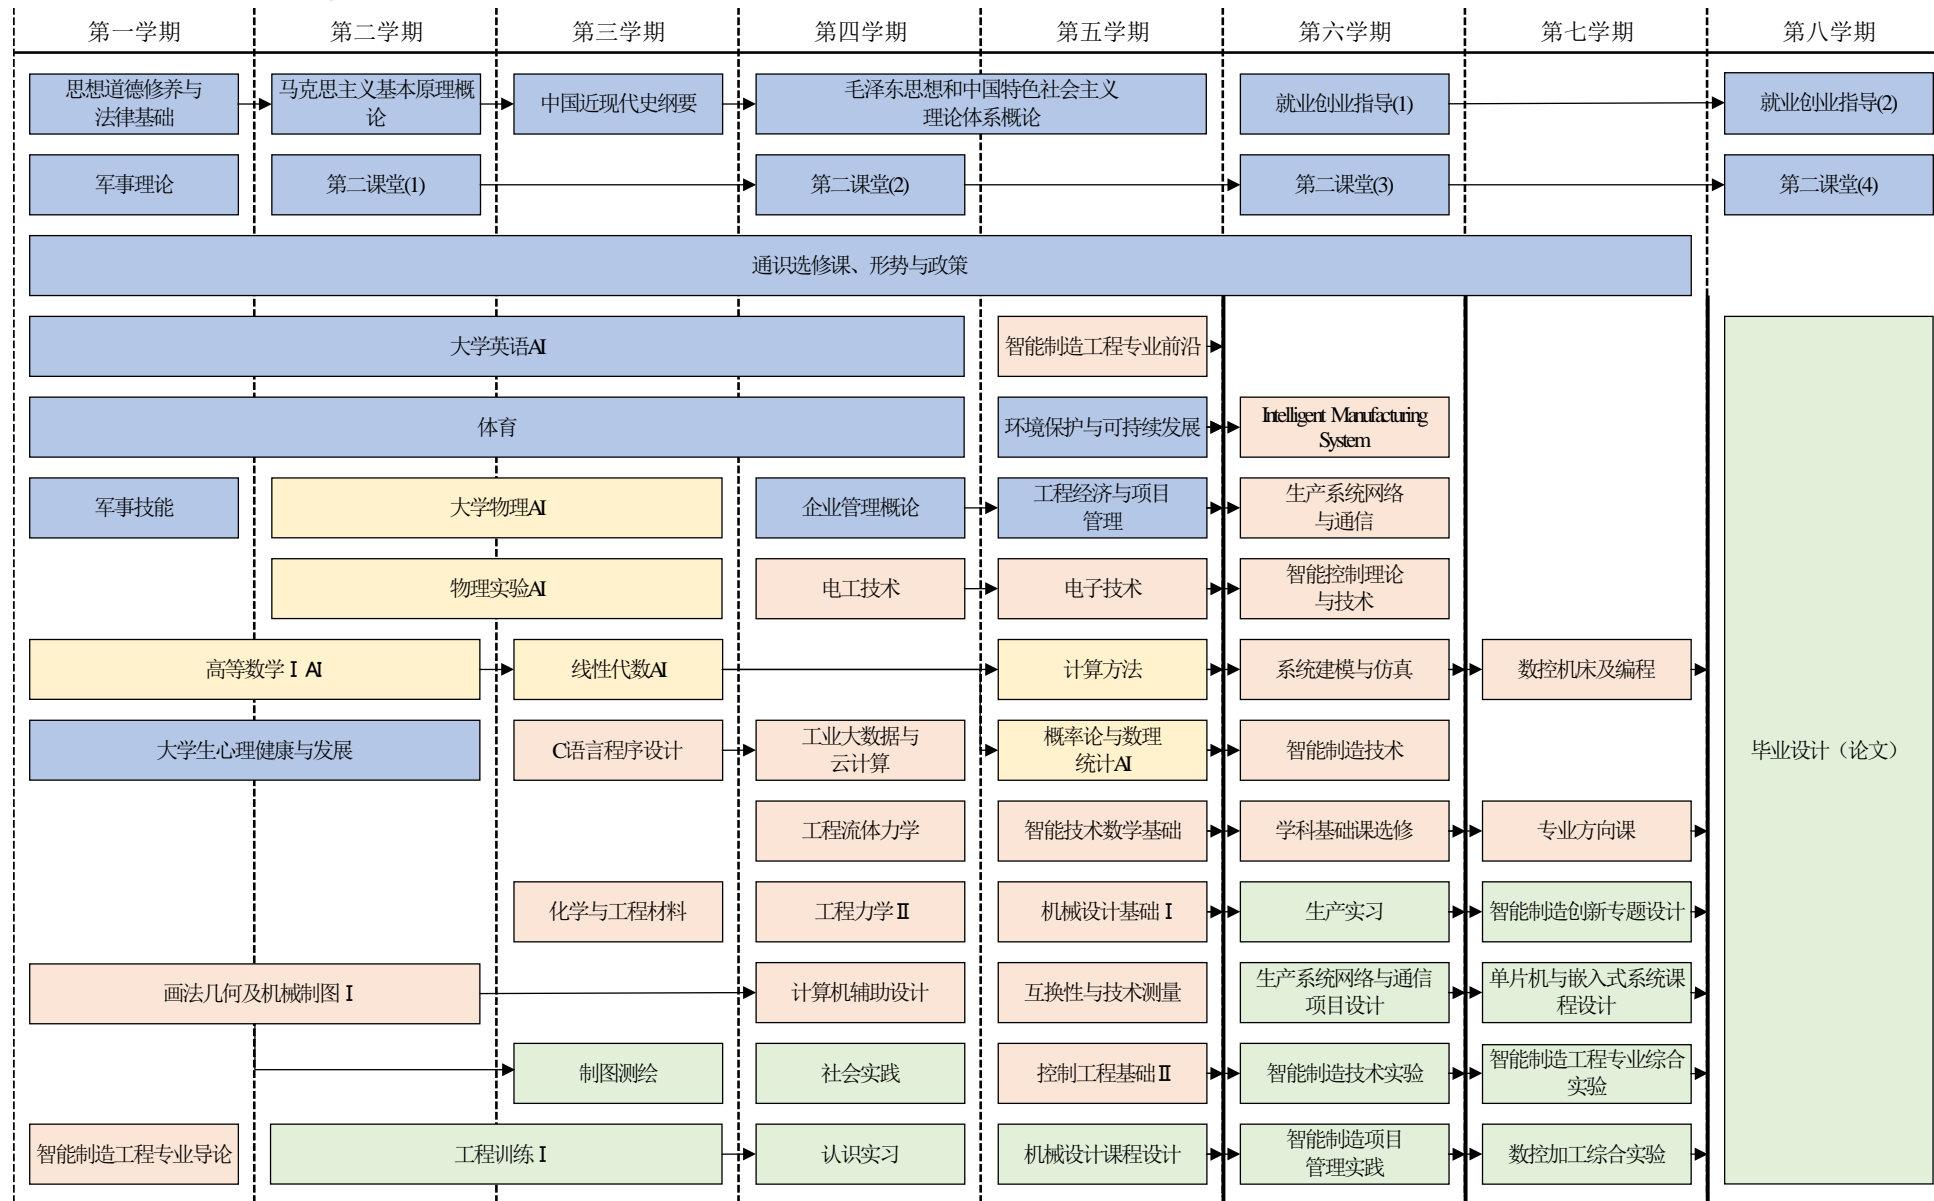 第一学期
第二学期
第三学期
第四学期
第五学期
第六学期
第七学期
第八学期
思想道德修养与
法律基础
马克思主义基本原理概
论
中国近现代史纲要
毛泽东思想和中国特色社会主义
理论体系概论
就业创业指导(1)
就业创业指导(2)
军事理论
第二课堂(1)
第二课堂(2)
第二课堂(3)
第二课堂(4)
通识选修课、形势与政策
大学英语AI
智能制造工程专业前沿
体育
环境保护与可持续发展
Intelligent Manufacturing
System
军事技能
大学物理AI
企业管理概论
工程经济与项目
管理
生产系统网络
与通信
物理实验AI
电工技术
电子技术
智能控制理论
与技术
高等数学Ⅰ AI
线性代数AI
计算方法
系统建模与仿真
数控机床及编程
大学生心理健康与发展
C语言程序设计
工业大数据与
云计算
概率论与数理
统计AI
智能制造技术
毕业设计（论文）
工程流体力学
智能技术数学基础
学科基础课选修
专业方向课
化学与工程材料
工程力学Ⅱ
机械设计基础Ⅰ
生产实习
智能制造创新专题设计
画法几何及机械制图Ⅰ
计算机辅助设计
互换性与技术测量
生产系统网络与通信
项目设计
单片机与嵌入式系统课
程设计
制图测绘
社会实践
控制工程基础Ⅱ
智能制造技术实验
智能制造工程专业综合
实验
智能制造工程专业导论
工程训练Ⅰ
认识实习
机械设计课程设计
智能制造项目
管理实践
数控加工综合实验